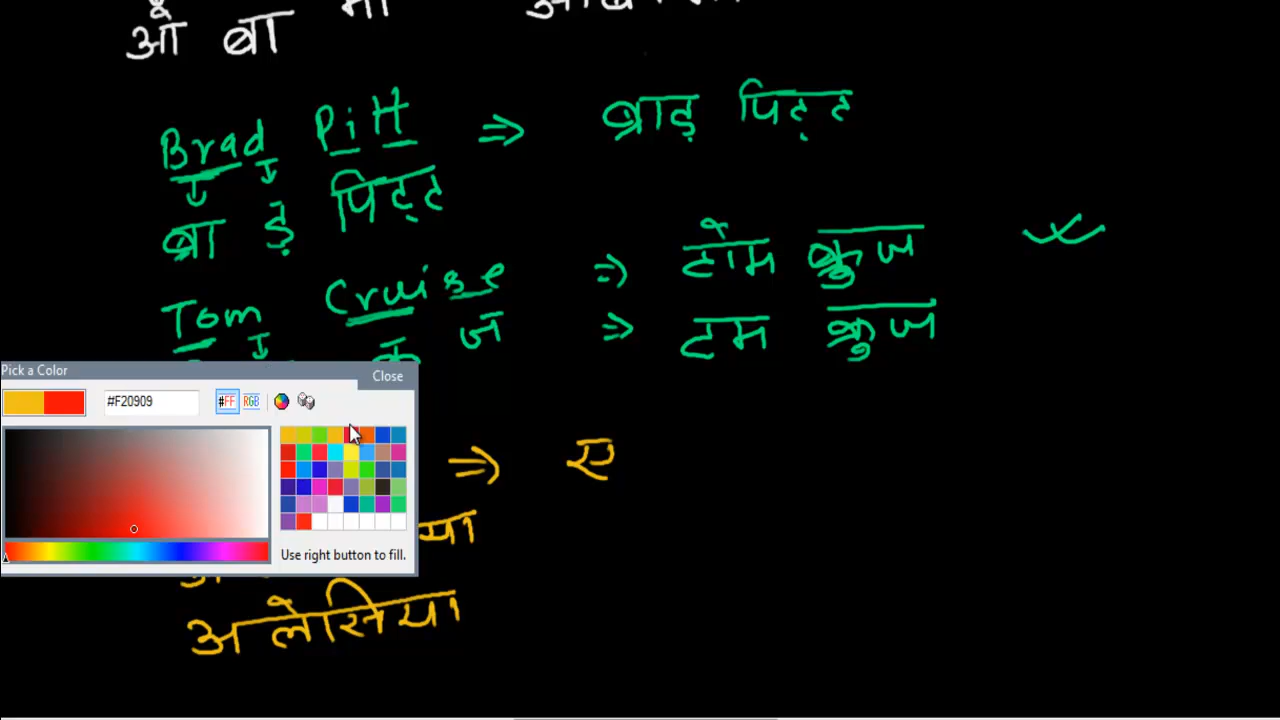 ओ बा मा
Brad Pitt ⇒ ब्राड़ पिट्ट
ब्रा ड़े पिट्ट
Tom Cruise ⇒ टॉम क्रुज
क्रु ज ⇒ टम क्रुज
Pick a Color
Close
#F20909
#FF RGB
⇒ ए
Use right button to fill.
या
अलेसिया